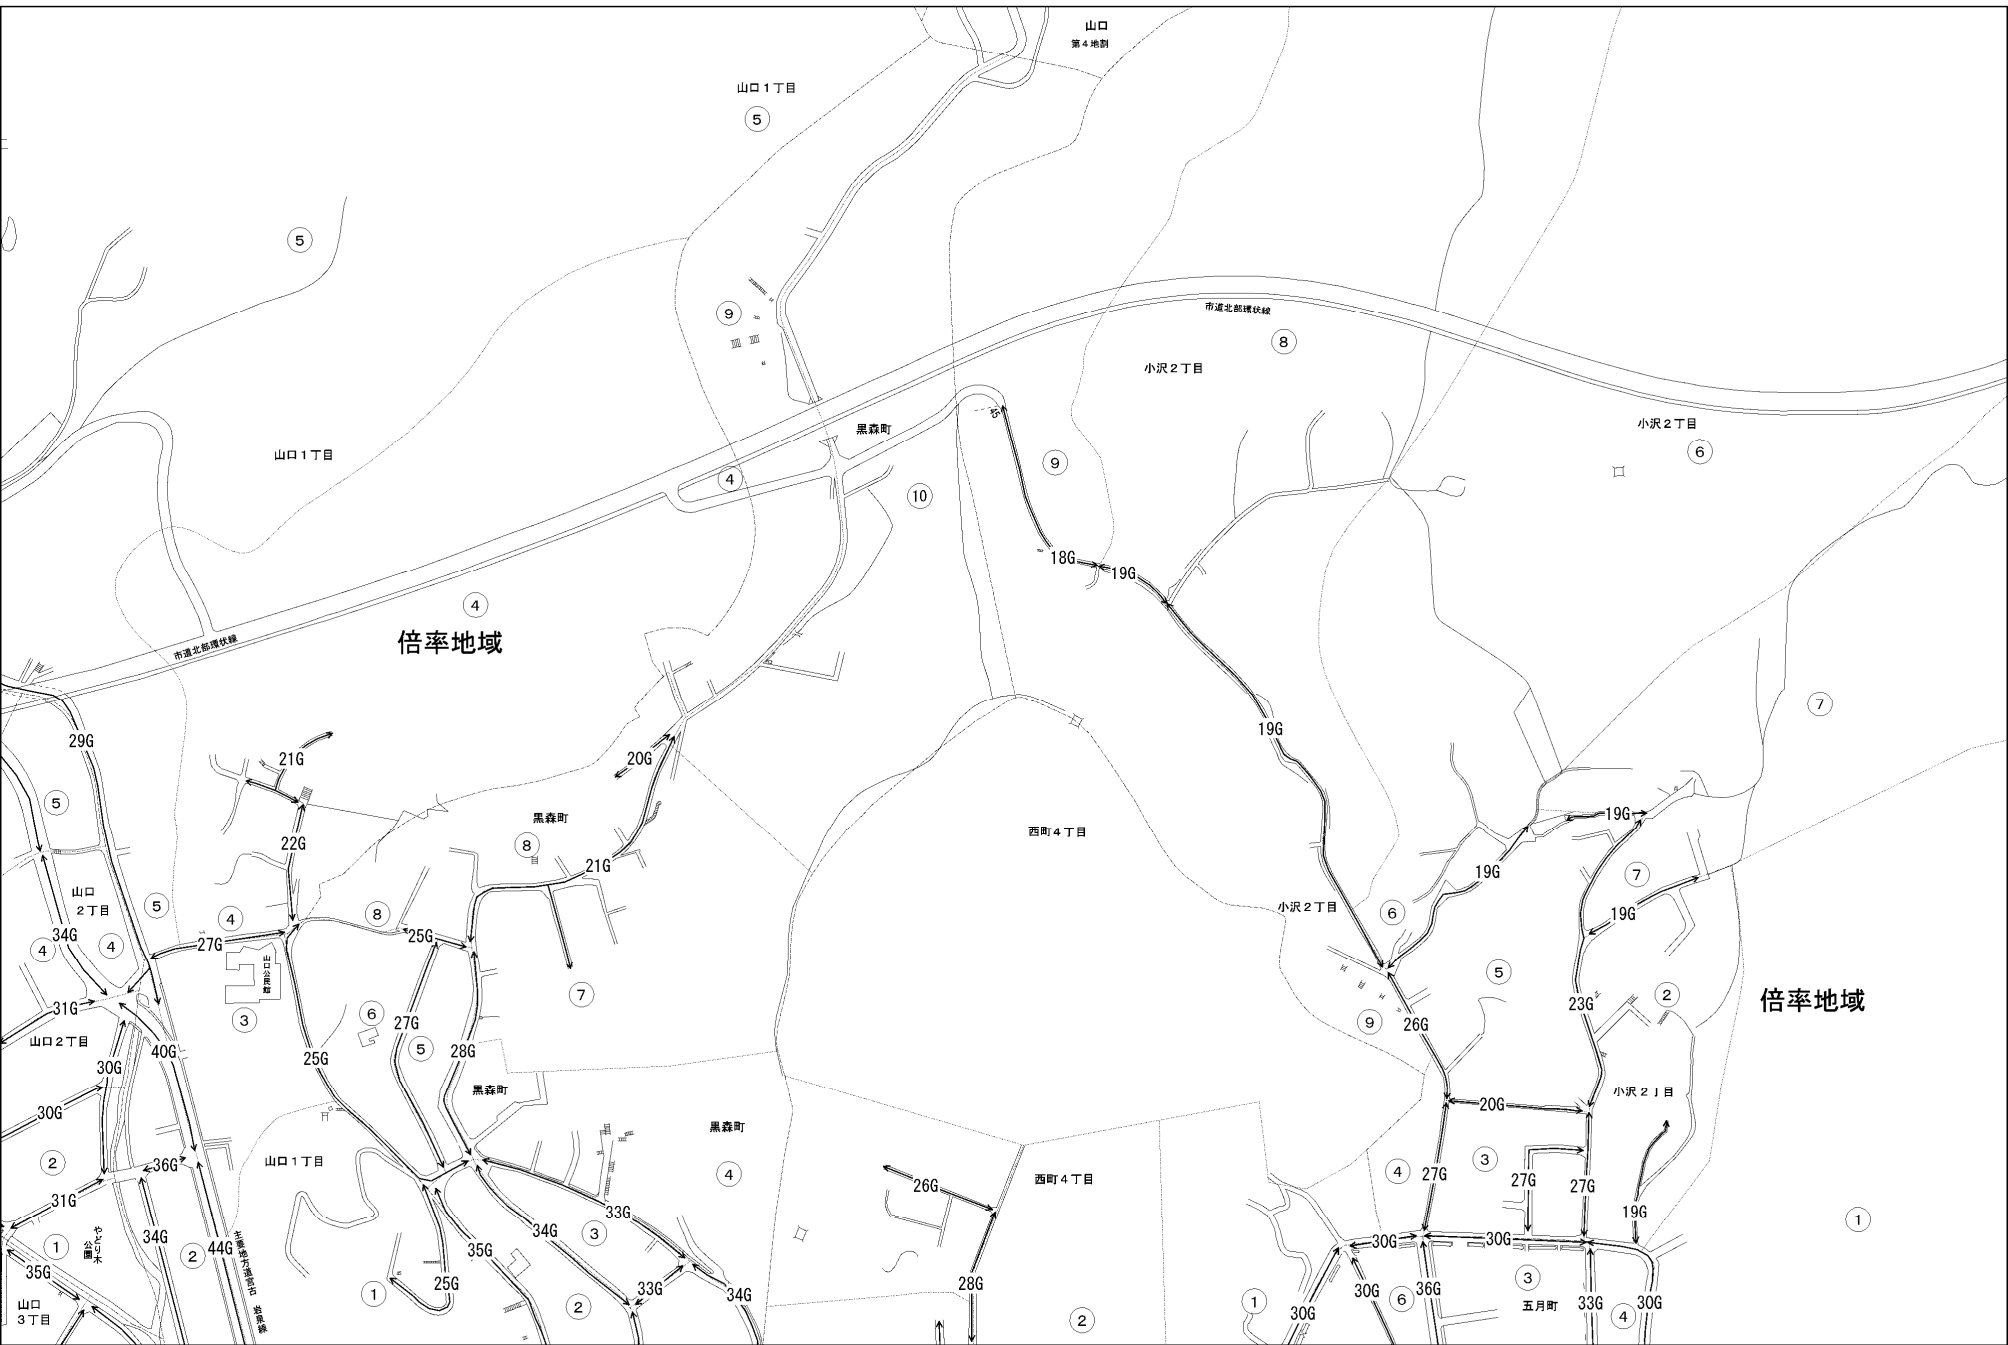 山口
第４地割
山口１丁目
⑤
⑤
⑨
市道北部環状線
⑧
小沢２丁目
45
小沢２丁目
黒森町
⑥
山口１丁目
⑨
④
⑩
18G
19G
④
倍率地域
市道北部環状線
⑦
19G
29G
21G
20G
⑤
19G
黒森町
西町４丁目
22G
⑧
21G
19G
⑦
山口
２丁目
⑤
④
⑧
小沢２丁目
⑥
19G
34G
④
④
27G
25G
山口公民館
⑤
⑦
②
倍率地域
31G
③
⑥
27G
23G
⑨
26G
山口２丁目
40G
25G
⑤
28G
30G
黒森町
小沢２丁目
30G
20G
黒森町
②
36G
山口１丁目
④
西町４丁目
④
③
27G
31G
26G
27G
27G
33G
19G
①
やどり木
公園
34G
34G
③
①
②
44G
主要地方道宮古
岩泉線
35G
30G
30G
35G
25G
33G
28G
30G
③
①
34G
②
①
⑥
36G
山口
３丁目
②
30G
五月町
33G
④
30G